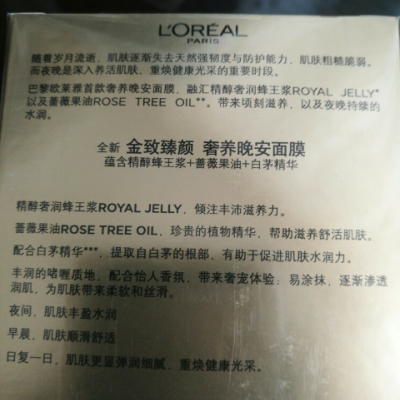 L'ORÉAL
PARIS
随着岁月流逝，肌肤逐渐失去天然强韧度与防护能力，肌肤粗糙脆弱。
而夜晚是深入养活肌肤，重焕健康光采的重要时段。
巴黎欧莱雅首款奢养晚安面膜，融汇精醇奢润蜂王浆ROYAL JELLY*
以及蔷薇果油ROSE TREE OIL**。带来顷刻滋养，以及夜晚持续的
水润。
全新 金致臻颜 奢养晚安面膜
蕴含精醇蜂王浆+蔷薇果油+白茅精华
精醇奢润蜂王浆ROYAL JELLY，倾注丰沛滋养力。
蔷薇果油ROSE TREE OIL，珍贵的植物精华，帮助滋养舒活肌肤。
配合白茅精华***，提取自白茅的根部，有助于促进肌肤水润力。
丰润的啫喱质地，配合怡人香氛，带来奢宠体验：易涂抹，逐渐渗透
润肌，为肌肤带来柔软和丝滑。
夜间，肌肤丰盈水润
早晨，肌肤顺滑舒适
日复一日，肌肤更显弹润细腻，重焕健康光采。